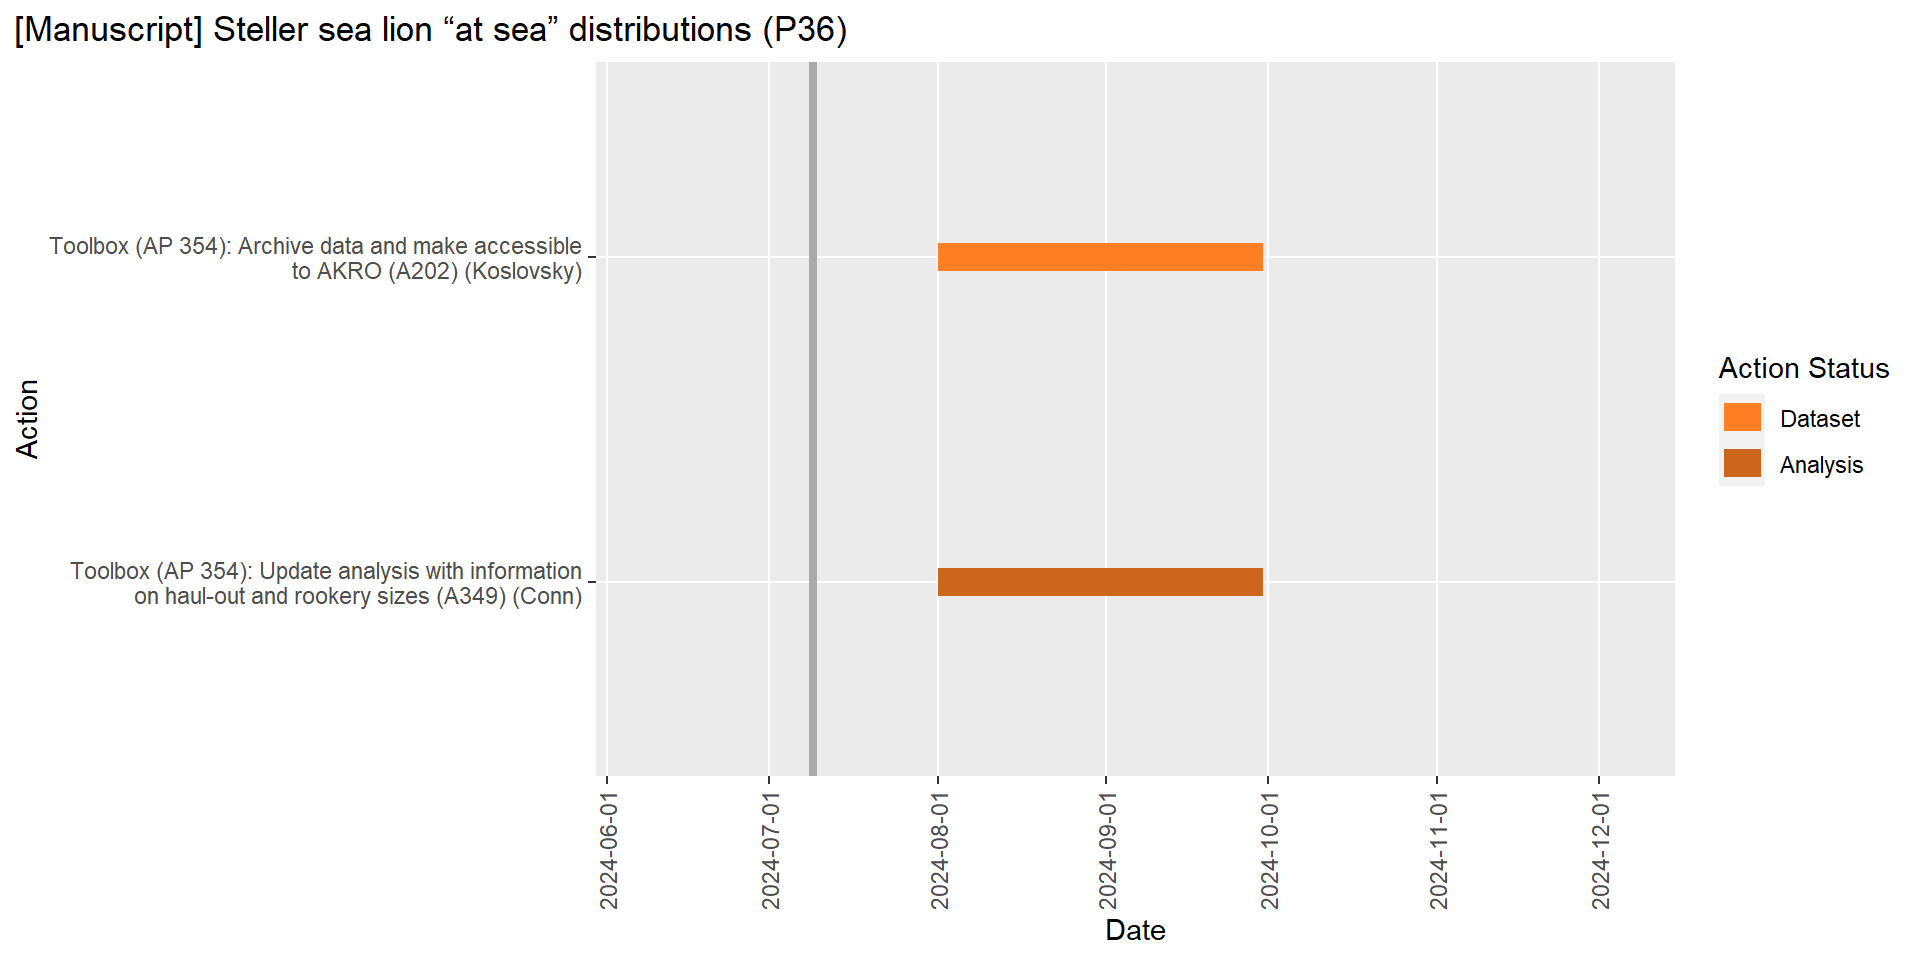 [Manuscript] Steller sea lion “at sea” distributions (P36)
Toolbox (AP 354): Archive data and make accessible
to AKRO (A202) (Koslovsky)
Toolbox (AP 354): Update analysis with information
on haul-out and rookery sizes (A349) (Conn)
Action
2024-06-01
2024-07-01
2024-08-01
2024-09-01
2024-10-01
2024-11-01
2024-12-01
Date
Action Status
Dataset
Analysis